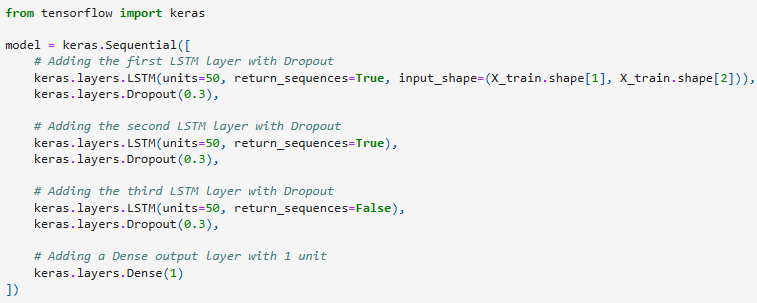 from tensorflow import keras
model = keras.Sequential([
# Adding the first LSTM layer with Dropout
keras.layers.LSTM(units=50, return_sequences=True, input_shape=(X_train.shape[1], X_train.shape[2])),
keras.layers.Dropout(0.3),
# Adding the second LSTM layer with Dropout
keras.layers.LSTM(units=50, return_sequences=True),
keras.layers.Dropout(0.3),
# Adding the third LSTM layer with Dropout
keras.layers.LSTM(units=50, return_sequences=False),
keras.layers.Dropout(0.3),
# Adding a Dense output layer with 1 unit
keras.layers.Dense(1)
])